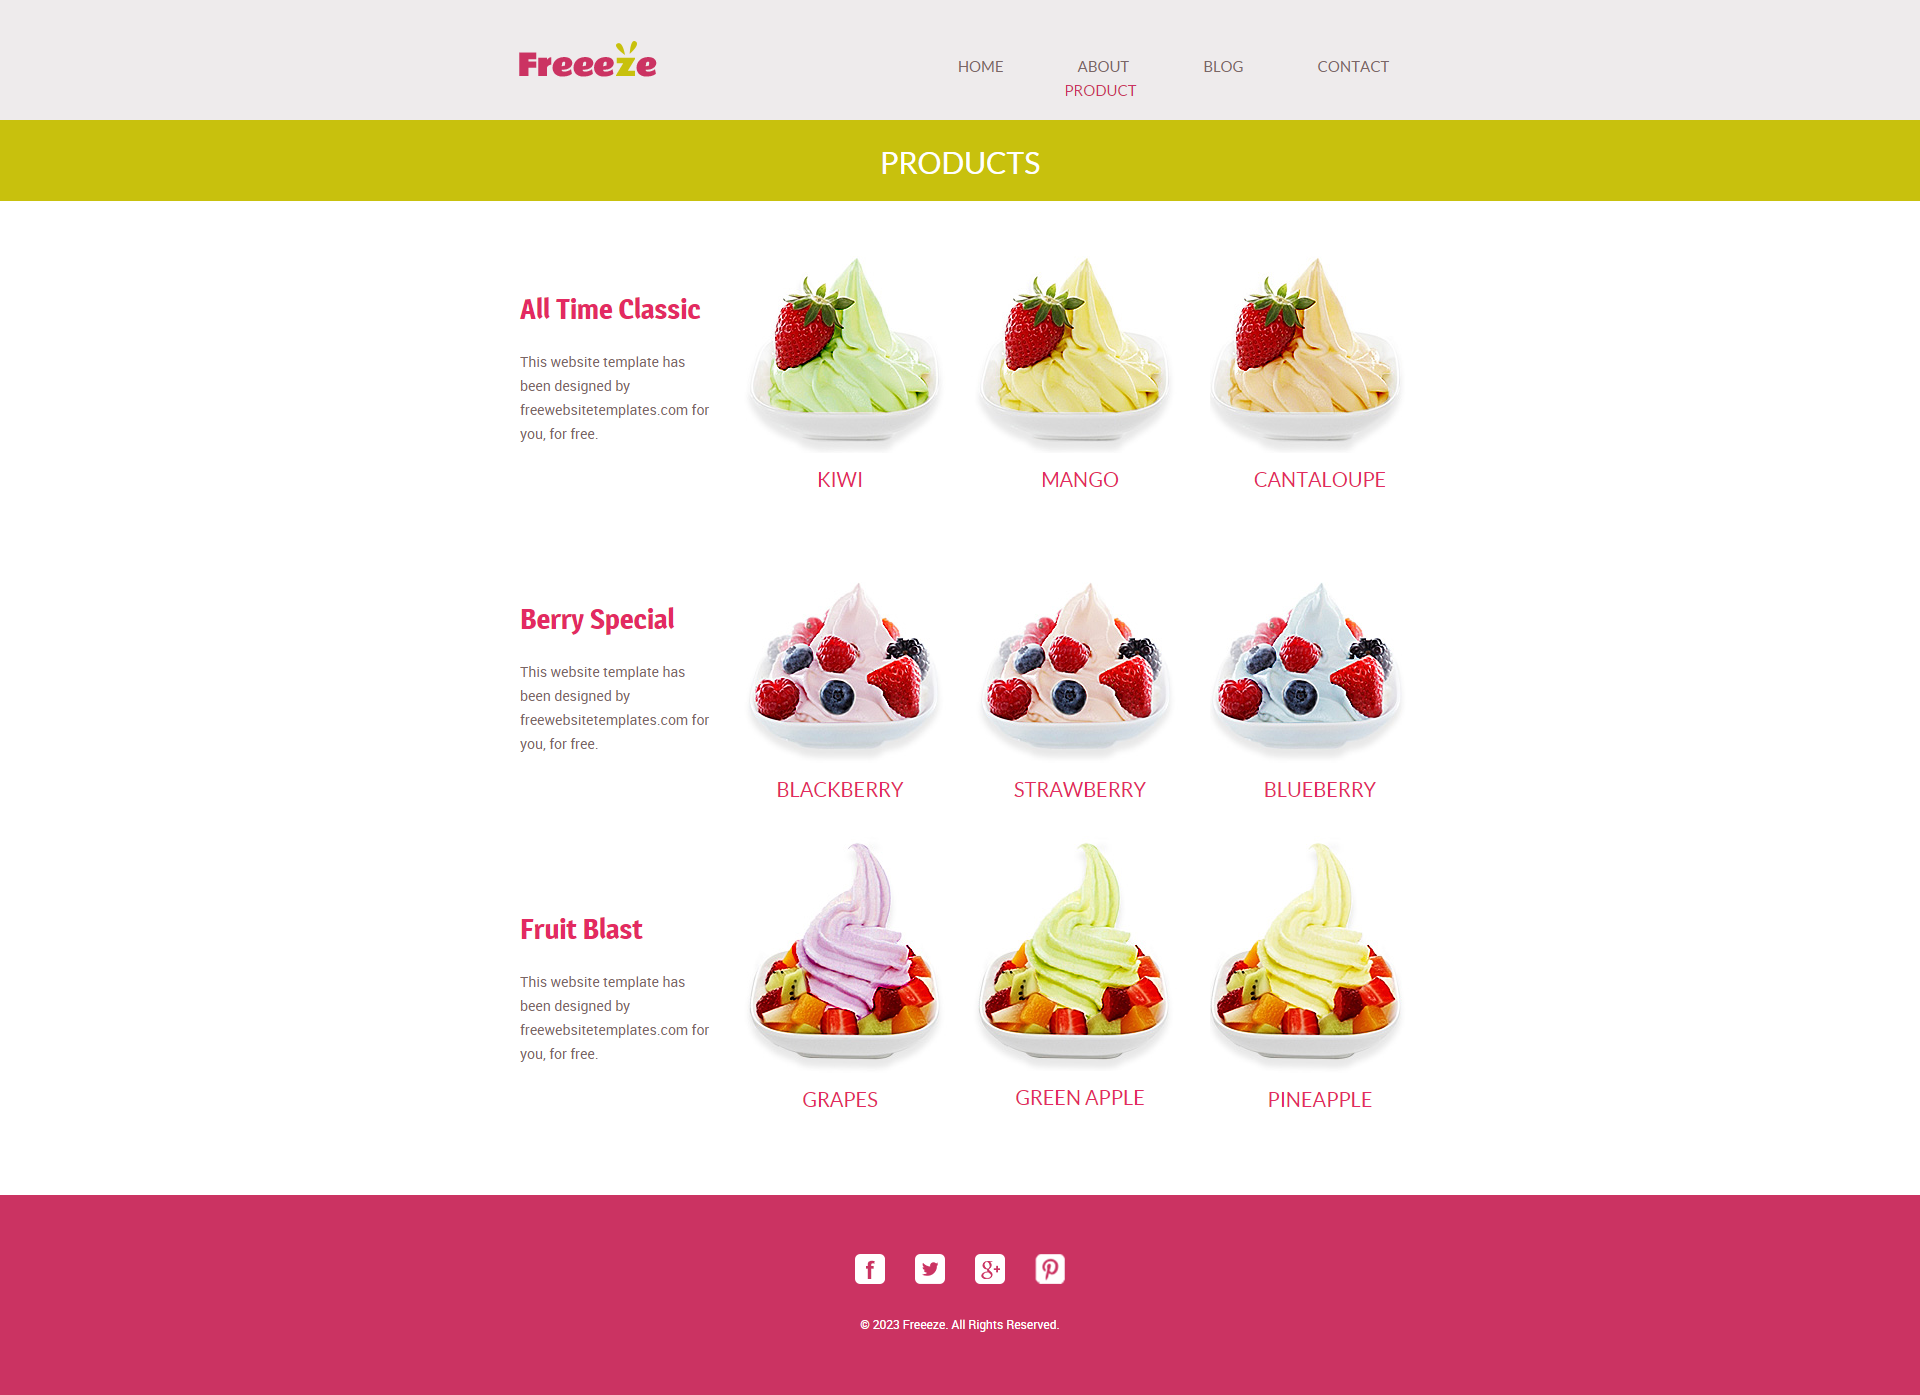 Freeeze
HOME
ABOUT
BLOG
CONTACT
PRODUCT
PRODUCTS
All Time Classic
This website template has
been designed by
freewebsitetemplates.com for
you, for free.
KIWI
MANGO
CANTALOUPE
Berry Special
This website template has
been designed by
freewebsitetemplates.com for
you, for free.
BLACKBERRY
STRAWBERRY
BLUEBERRY
Fruit Blast
This website template has
been designed by
freewebsitetemplates.com for
you, for free.
GRAPES
GREEN APPLE
PINEAPPLE
© 2023 Freeeze. All Rights Reserved.